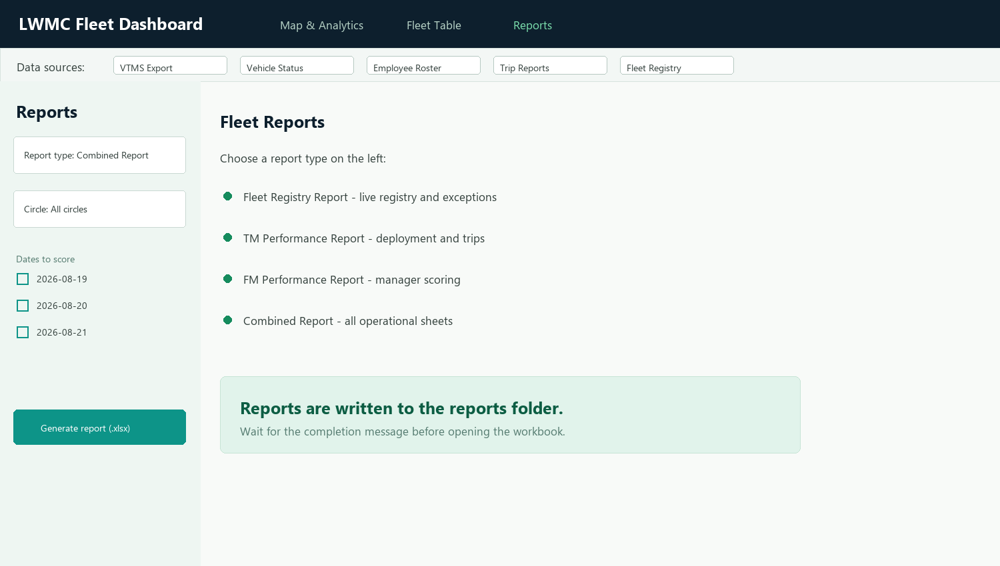 LWMC Fleet Dashboard
Map & Analytics
Fleet Table
Reports
Data sources:
VTMS Export
Vehicle Status
Employee Roster
Trip Reports
Fleet Registry
Reports
Report type: Combined Report
Circle: All circles
Dates to score
2026-08-19
2026-08-20
2026-08-21
Generate report (.xlsx)
Fleet Reports
Choose a report type on the left:
Fleet Registry Report - live registry and exceptions
TM Performance Report - deployment and trips
FM Performance Report - manager scoring
Combined Report - all operational sheets
Reports are written to the reports folder.
Wait for the completion message before opening the workbook.